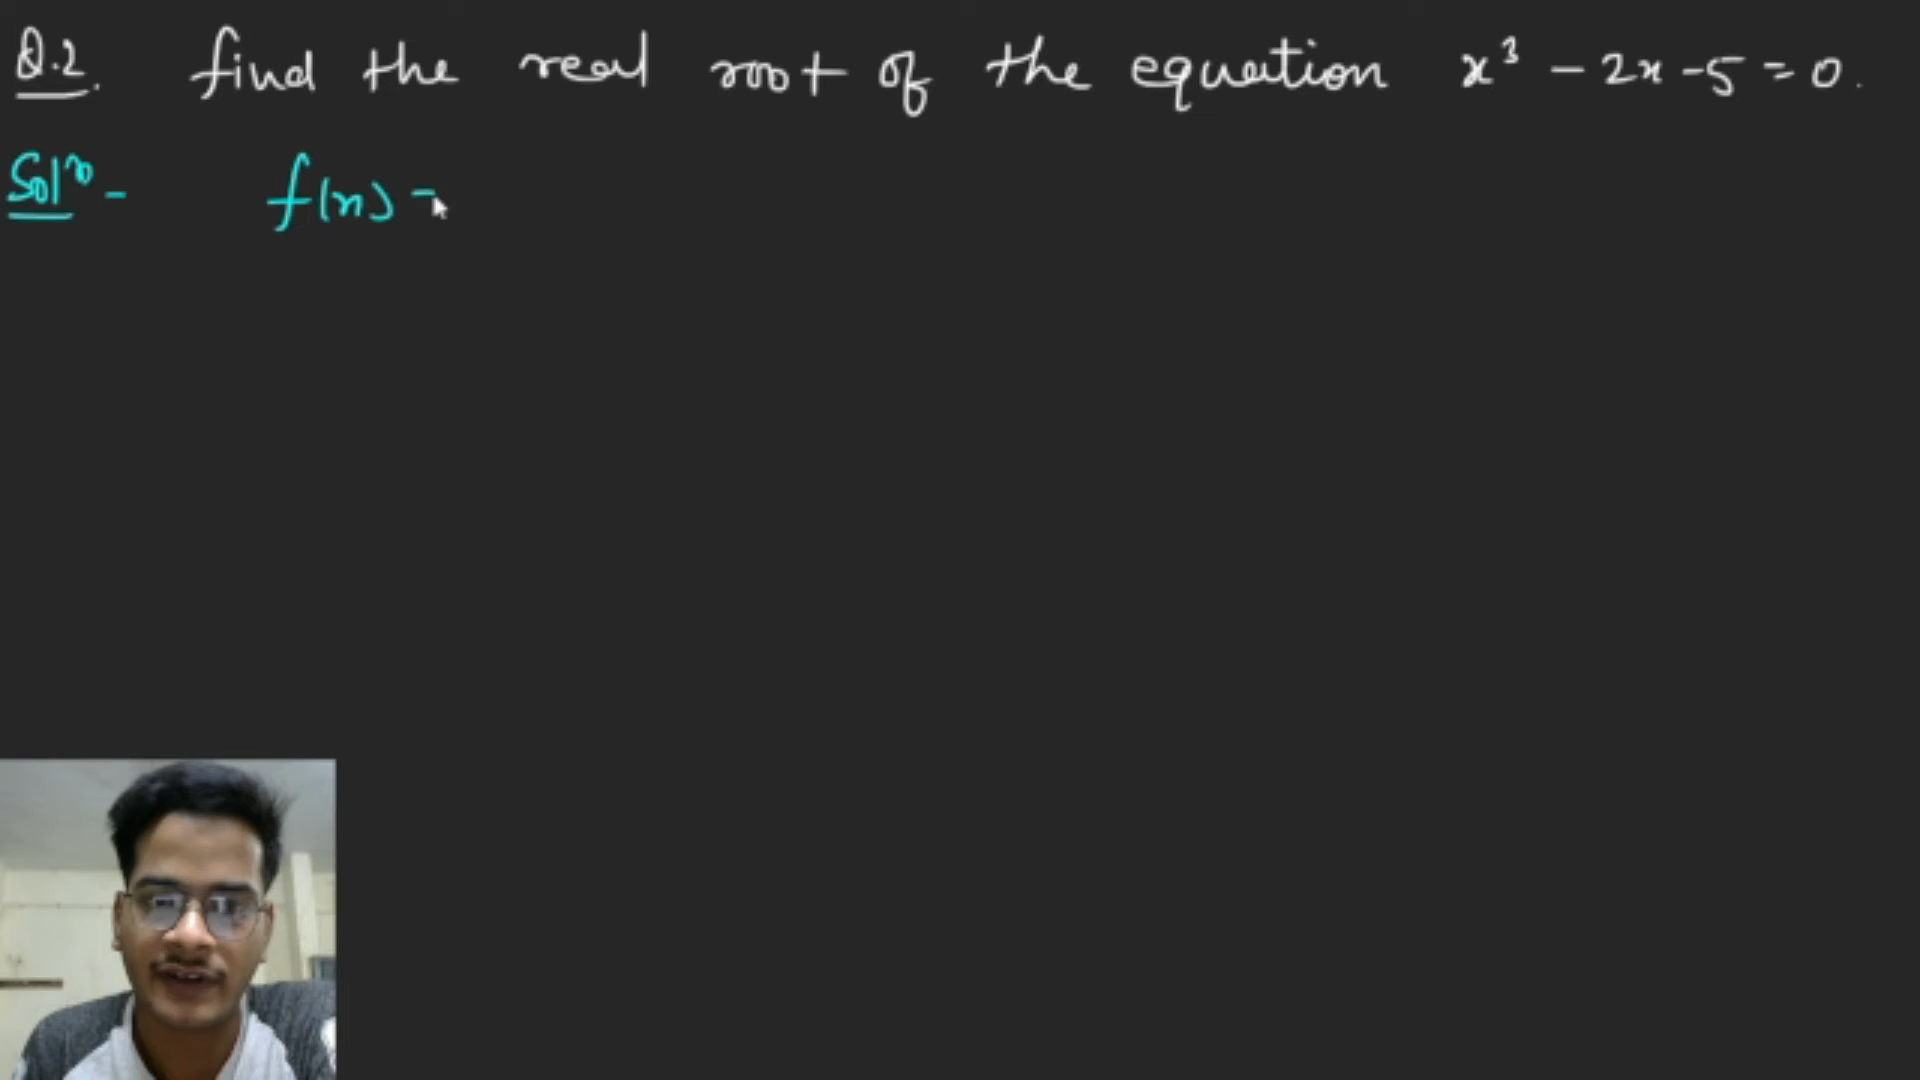 Q.2. find the real root of the equation x³ - 2x - 5 = 0.
Solⁿ - f(x) =